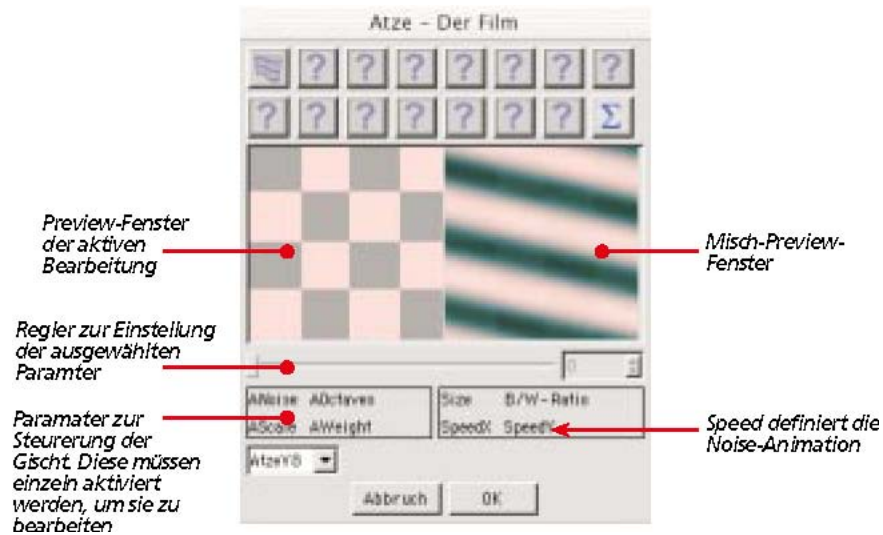 Atze - Der Film
? ? ? ? ? ? ?
? ? ? ? ? ? ? Σ
Preview-Fenster
der aktiven
Bearbeitung
Misch-Preview-
Fenster
Regler zur Einstellung
der ausgewählten
Paramter
0
ANoise AOctaves
AScale AWeight
Size B/W-Ratio
SpeedX SpeedY
Paramater zur
Steurerung der
Gischt. Diese müssen
einzeln aktiviert
werden, um sie zu
bearbeiten
Speed definiert die
Noise-Animation
Abbruch OK